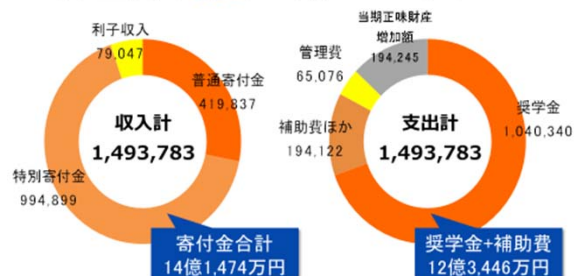 利子収入
79,047
普通寄付金
419,837
収入計
1,493,783
特別寄付金
994,899
寄付金合計
14億1,474万円
当期正味財産
増加額
194,245
管理費
65,076
奨学金
1,040,340
補助費ほか
194,122
支出計
1,493,783
奨学金+補助費
12億3,446万円